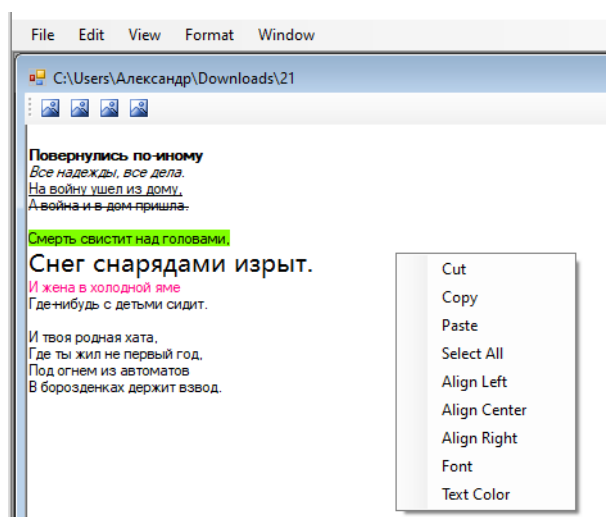 File Edit View Format Window
C:\Users\Александр\Downloads\21
Повернулись по-иному
Все надежды, все дела.
На войну ушел из дому,
А война и в дом пришла.
Смерть свистит над головами,
Снег снарядами изрыт.
И жена в холодной яме
Где-нибудь с детьми сидит.
И твоя родная хата,
Где ты жил не первый год,
Под огнем из автоматов
В борозденках держит взвод.
Cut
Copy
Paste
Select All
Align Left
Align Center
Align Right
Font
Text Color